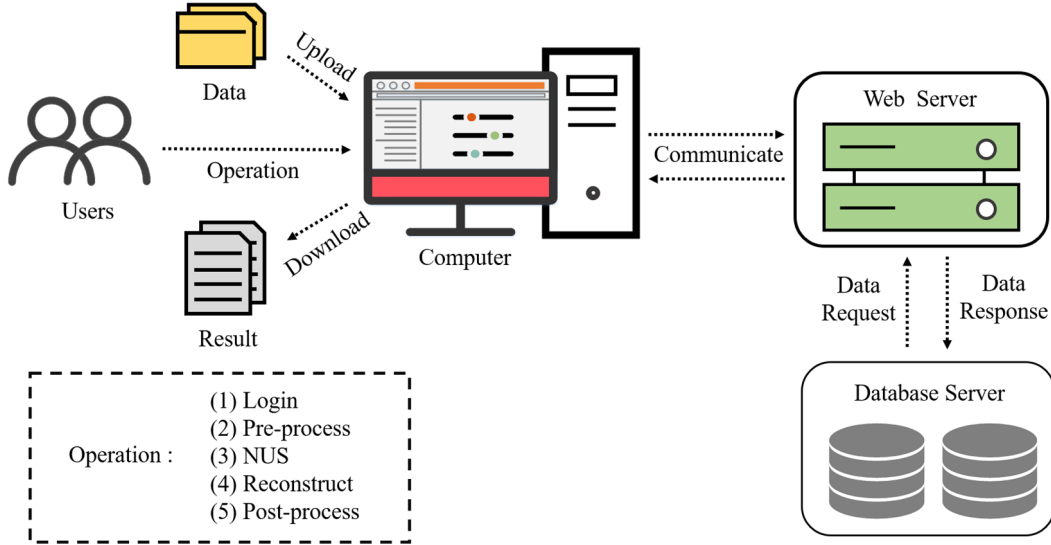 Data
Upload
Users
Operation
Download
Result
Computer
Communicate
Web Server
Data
Request
Data
Response
Database Server
Operation :
(1) Login
(2) Pre-process
(3) NUS
(4) Reconstruct
(5) Post-process